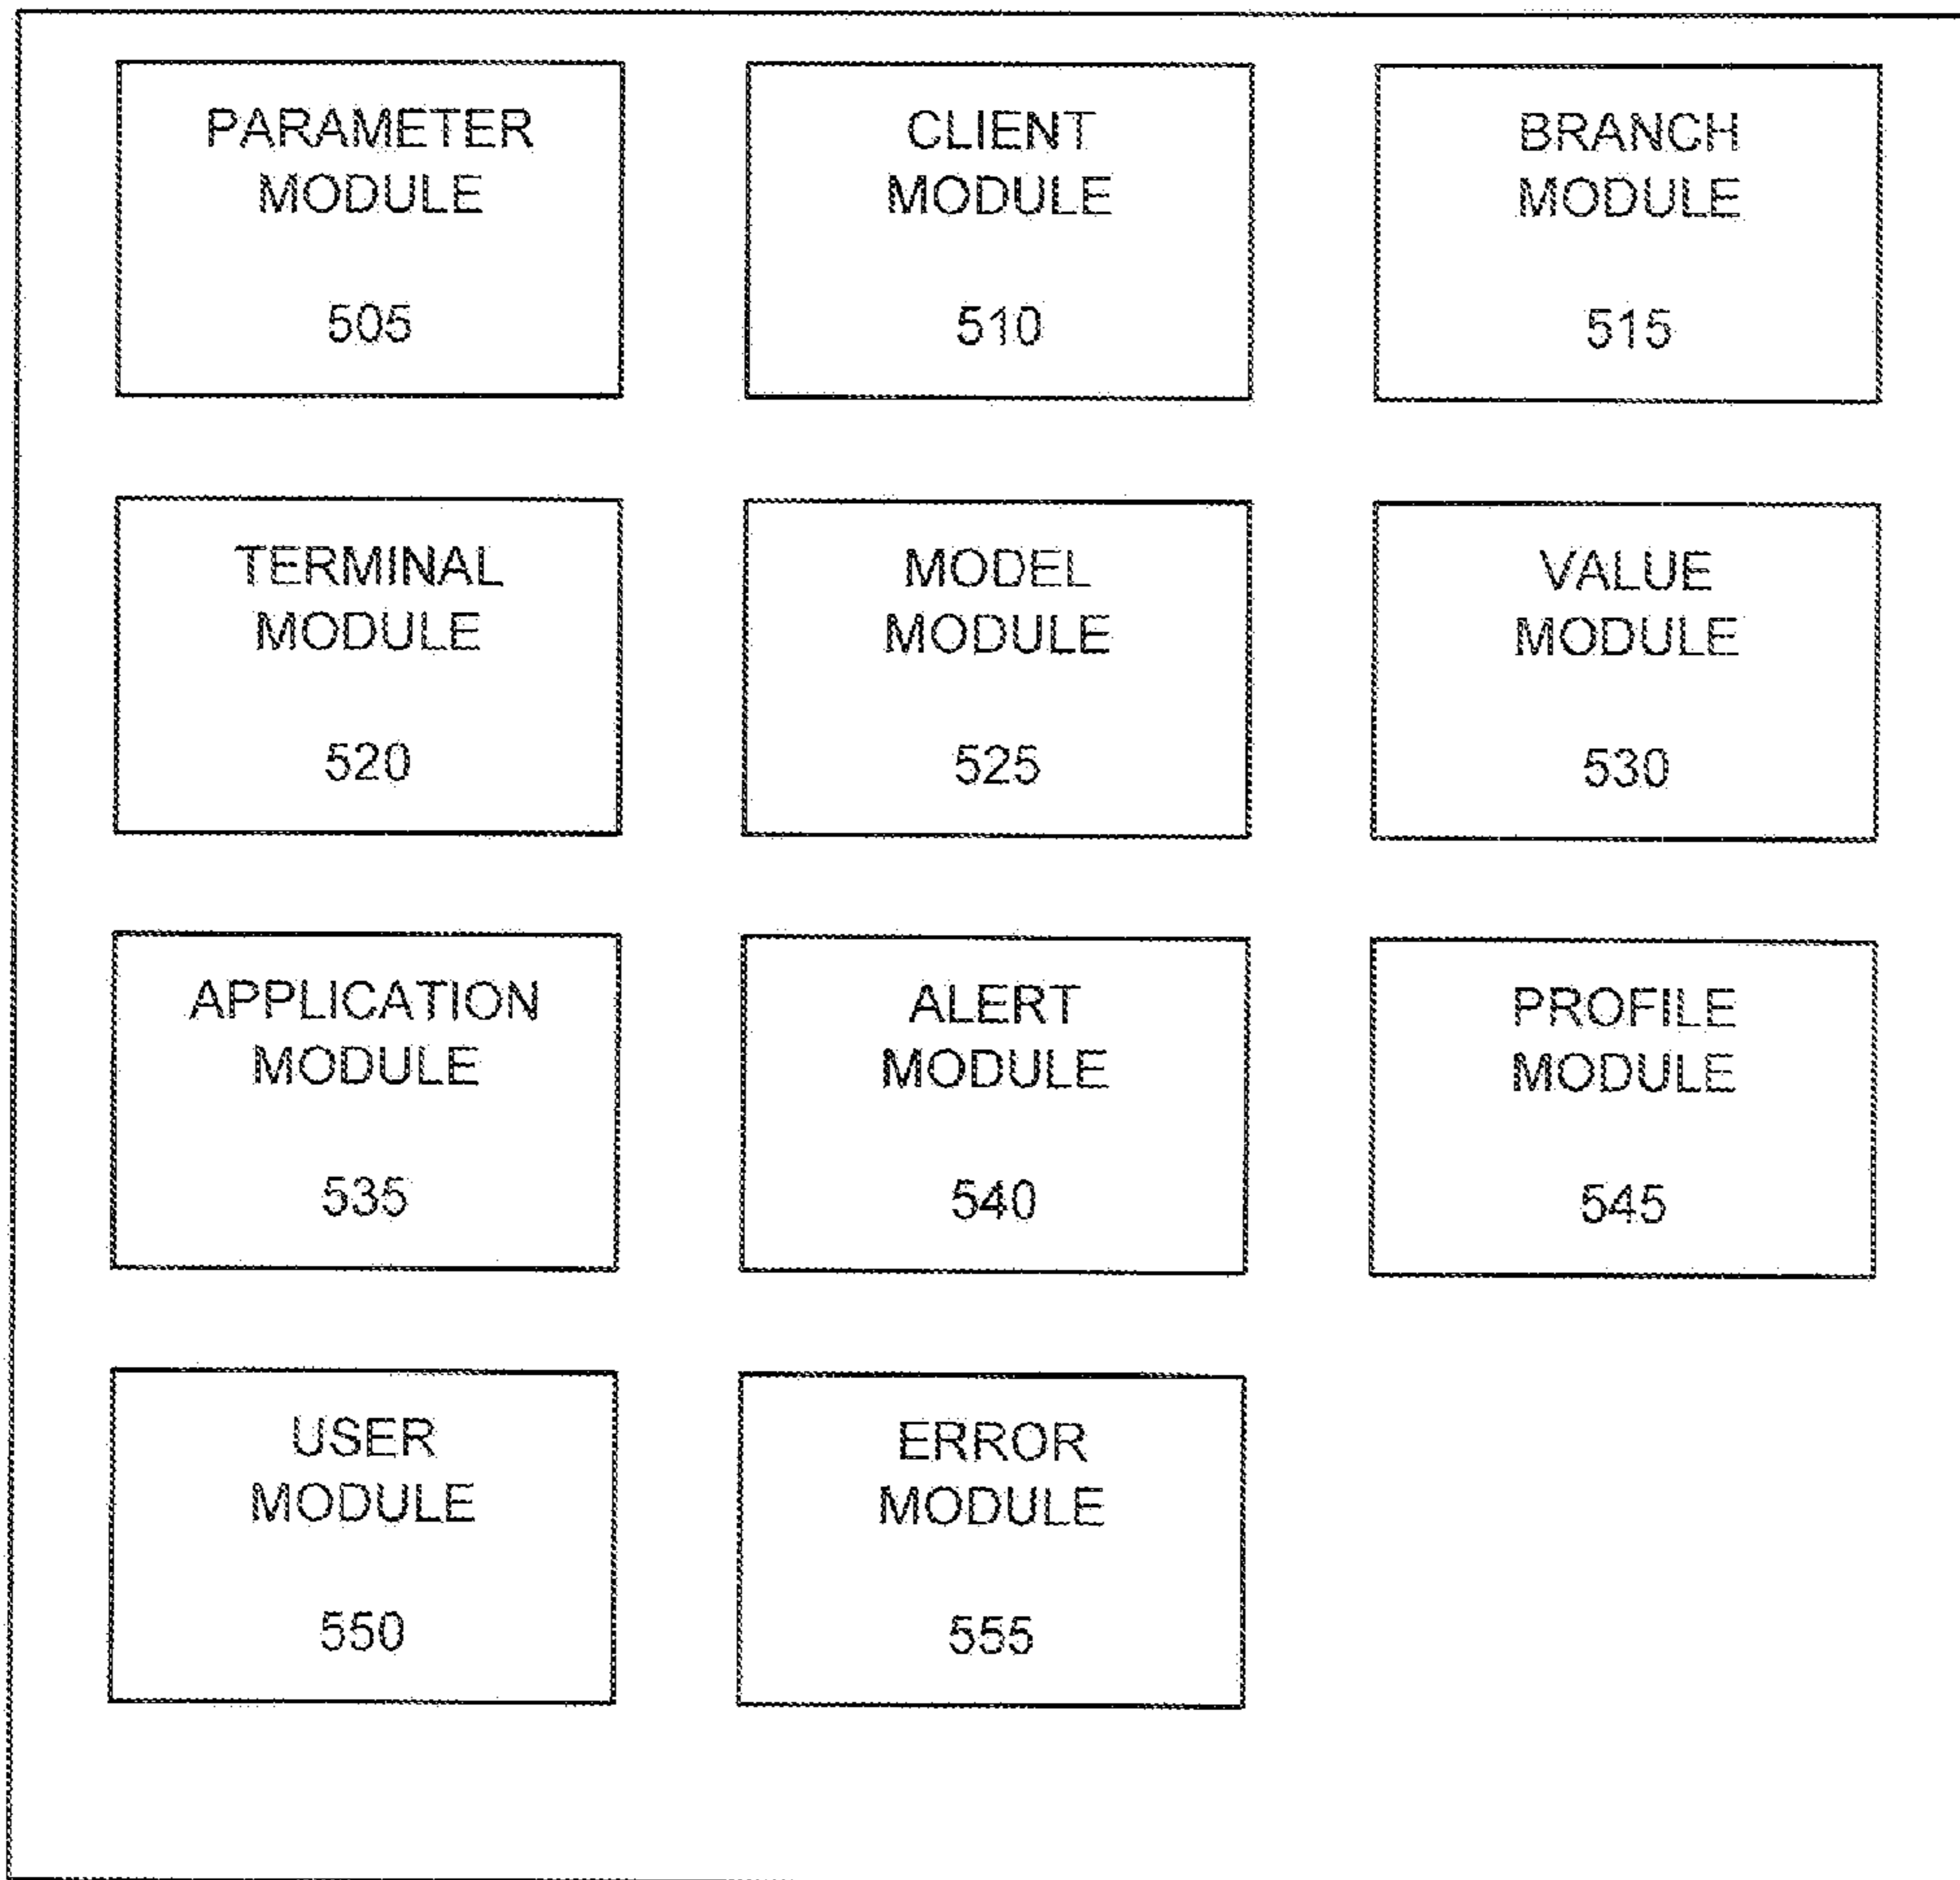 PARAMETER
MODULE
505
CLIENT
MODULE
510
BRANCH
MODULE
515
TERMINAL
MODULE
520
MODEL
MODULE
525
VALUE
MODULE
530
APPLICATION
MODULE
535
ALERT
MODULE
540
PROFILE
MODULE
545
USER
MODULE
550
ERROR
MODULE
555